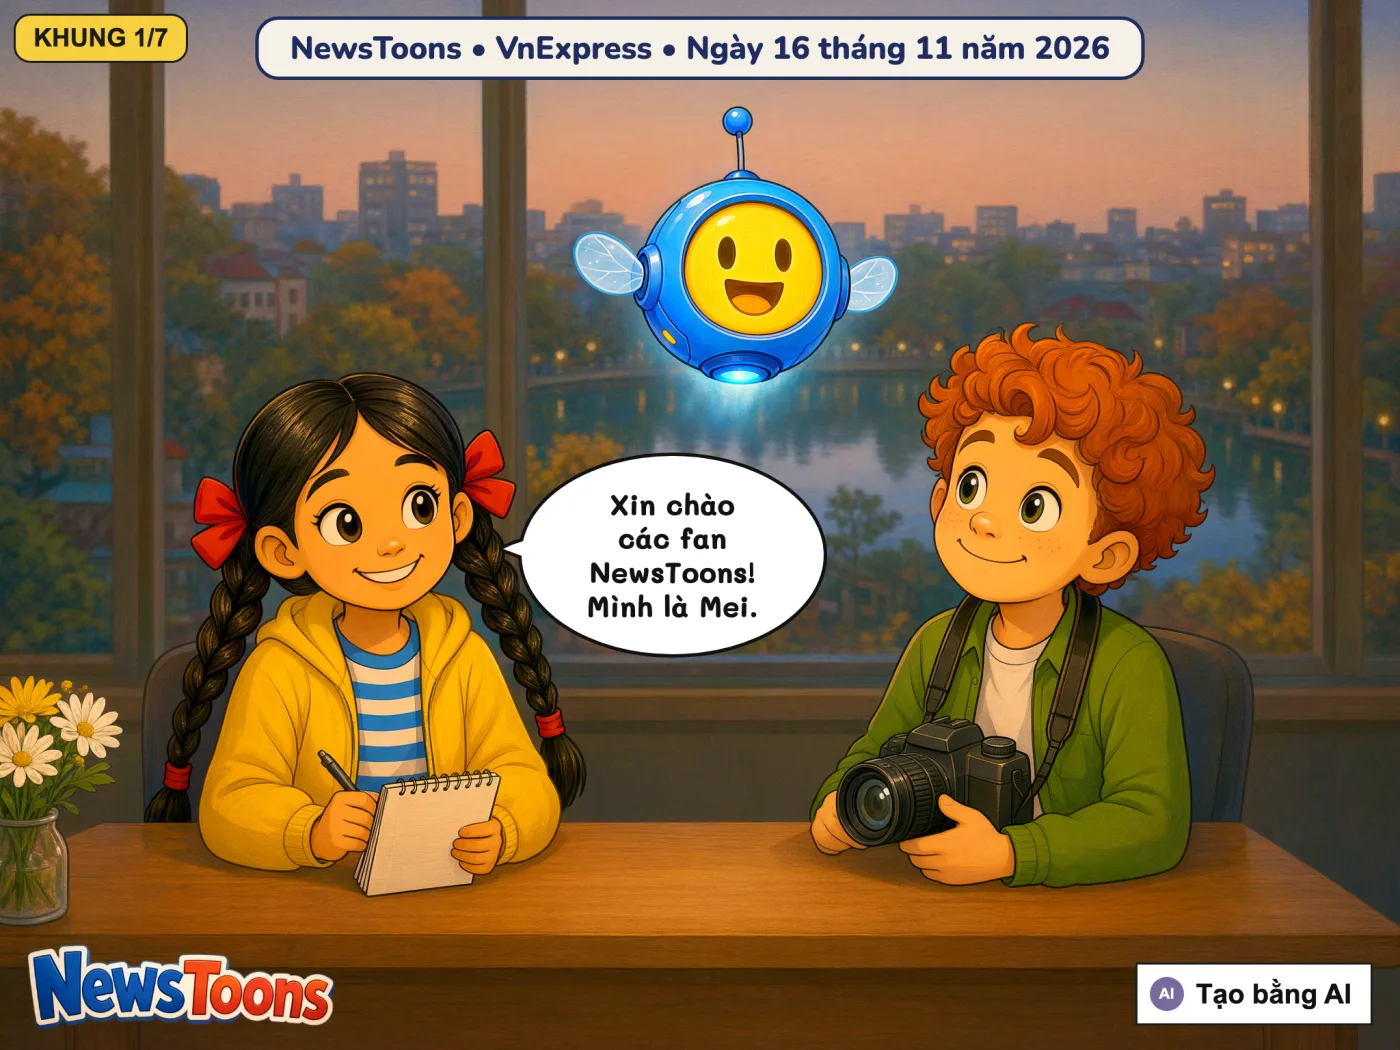 KHUNG 1/7
NewsToons • VnExpress • Ngày 16 tháng 11 năm 2026
Xin chào
các fan
NewsToons!
Mình là Mei.
NewsToons
AI Tạo bằng AI